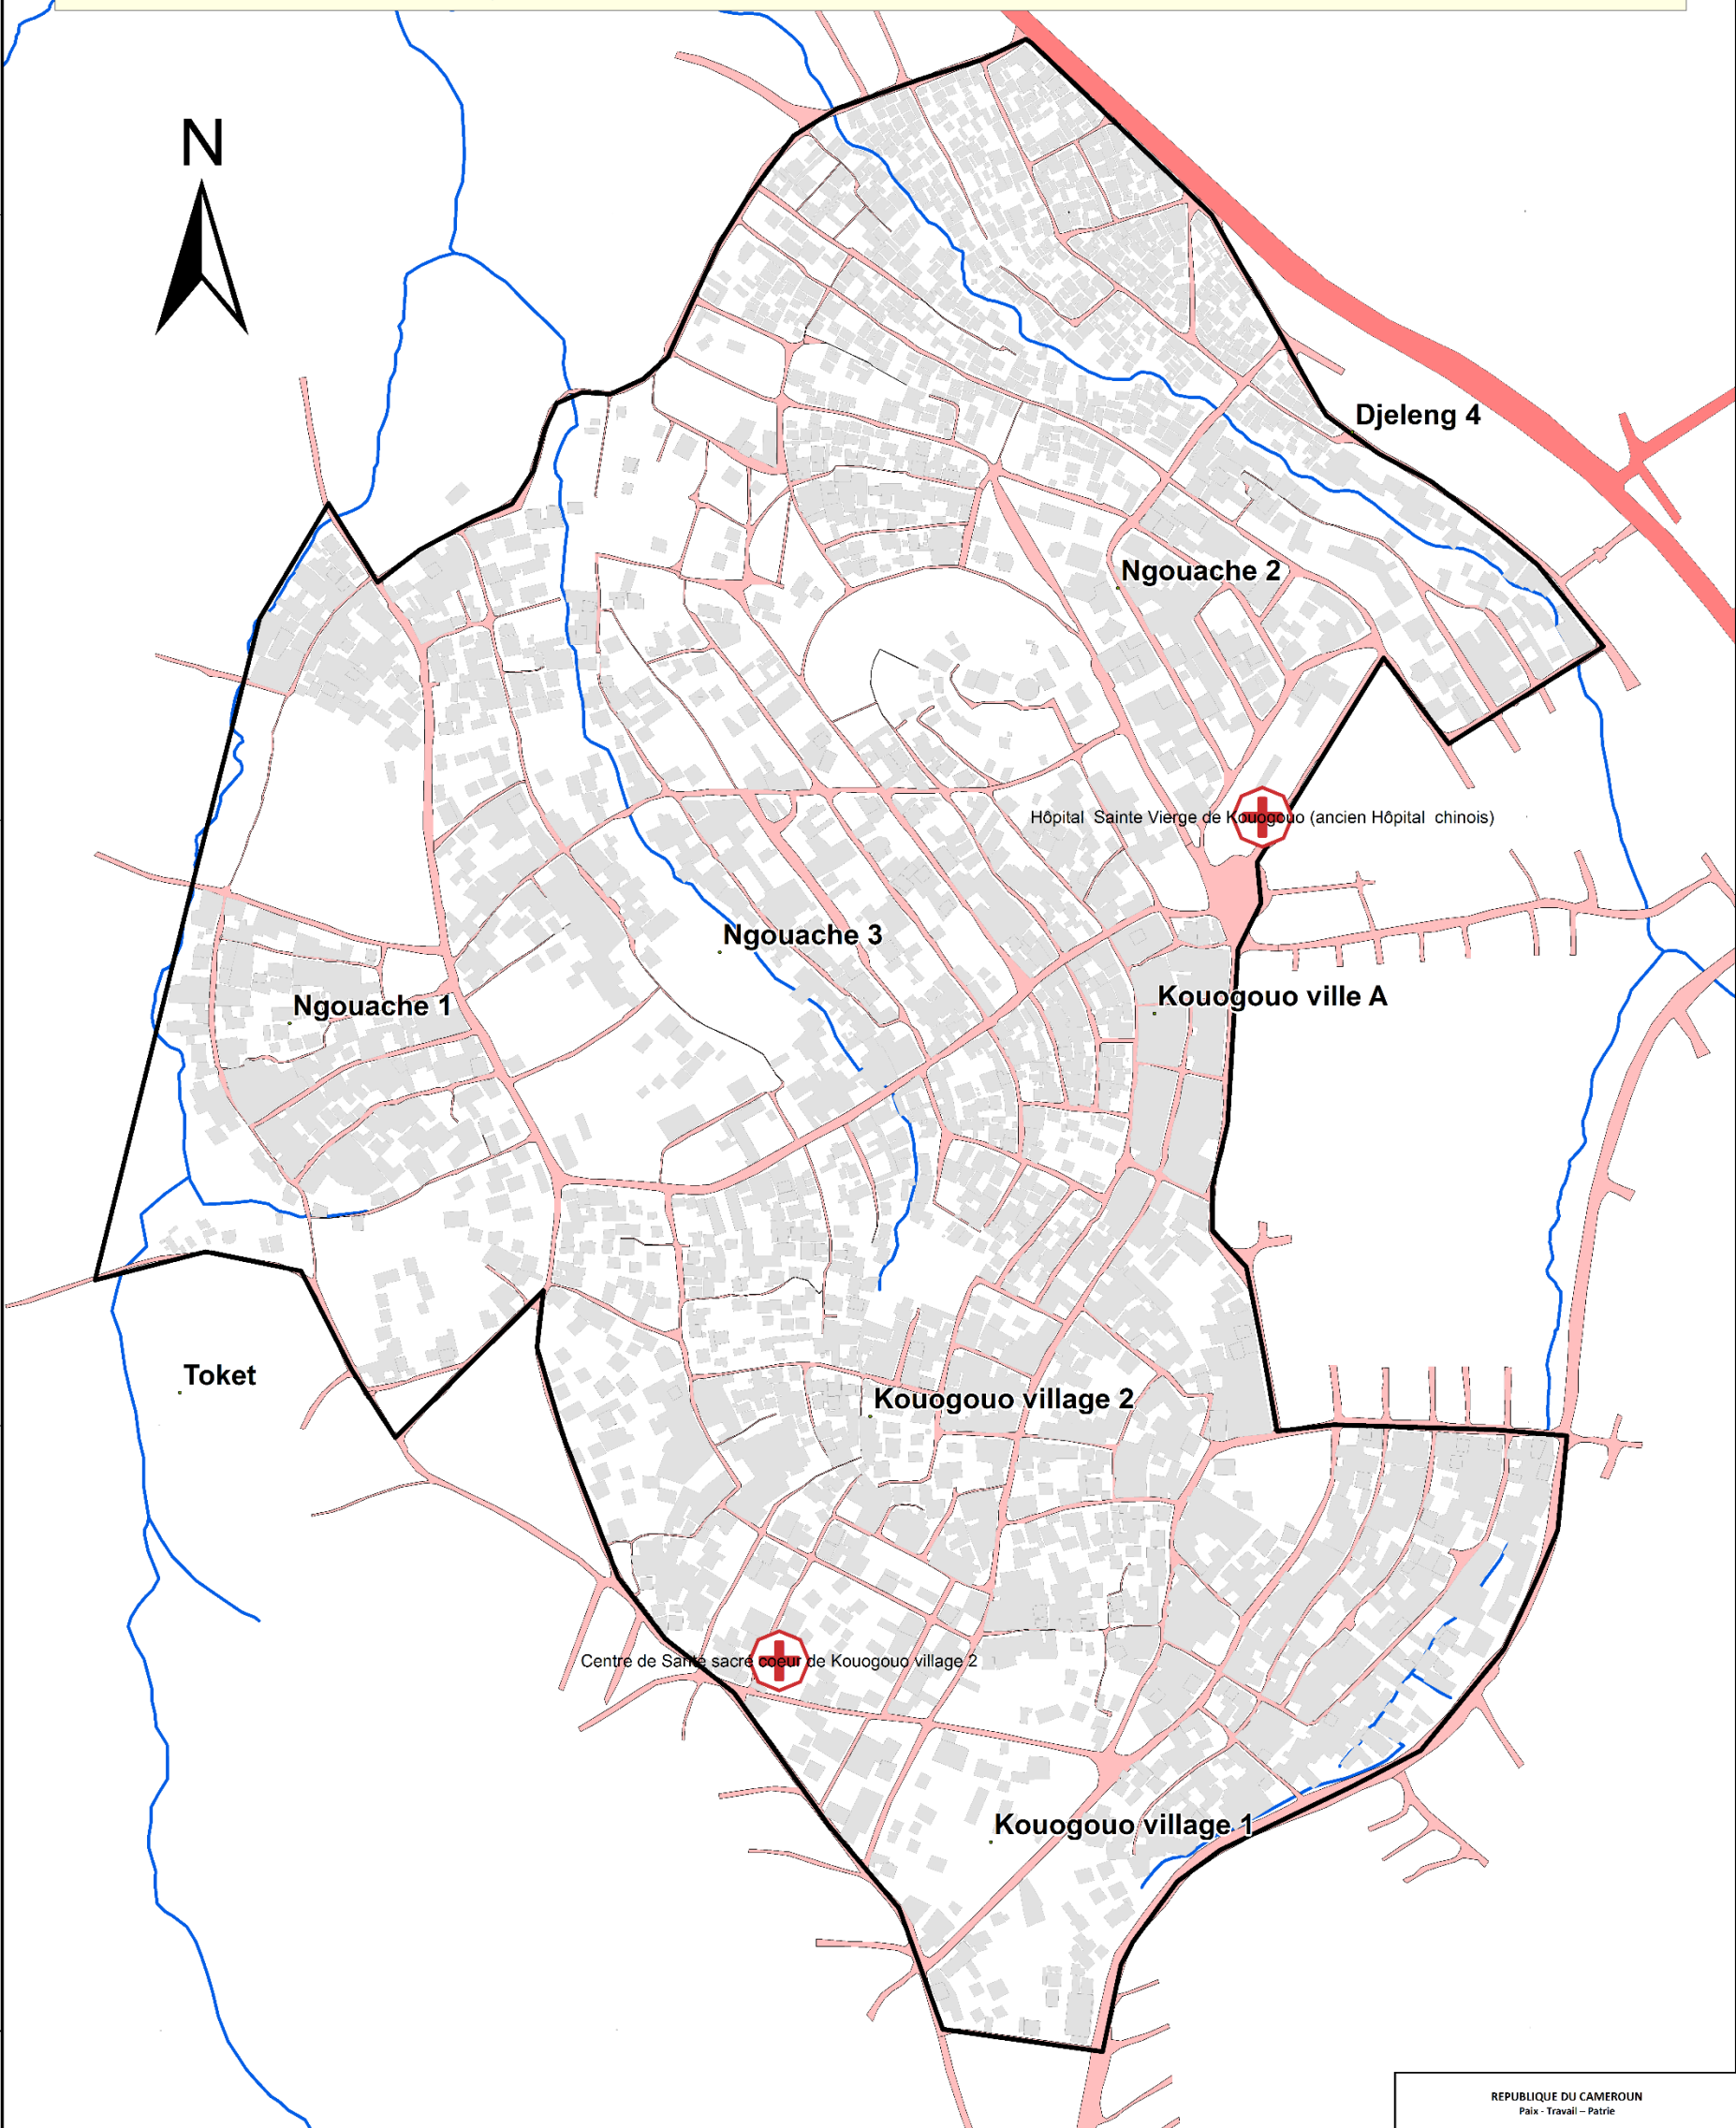 N
Djeleng 4
Ngouache 2
Hôpital Sainte Vierge de Kouogouo (ancien Hôpital chinois)
Ngouache 3
Kouogouo ville A
Ngouache 1
Toket
Kouogouo village 2
Centre de Santé sacré coeur de Kouogouo village 2
Kouogouo village 1
REPUBLIQUE DU CAMEROUN
Paix - Travail – Patrie